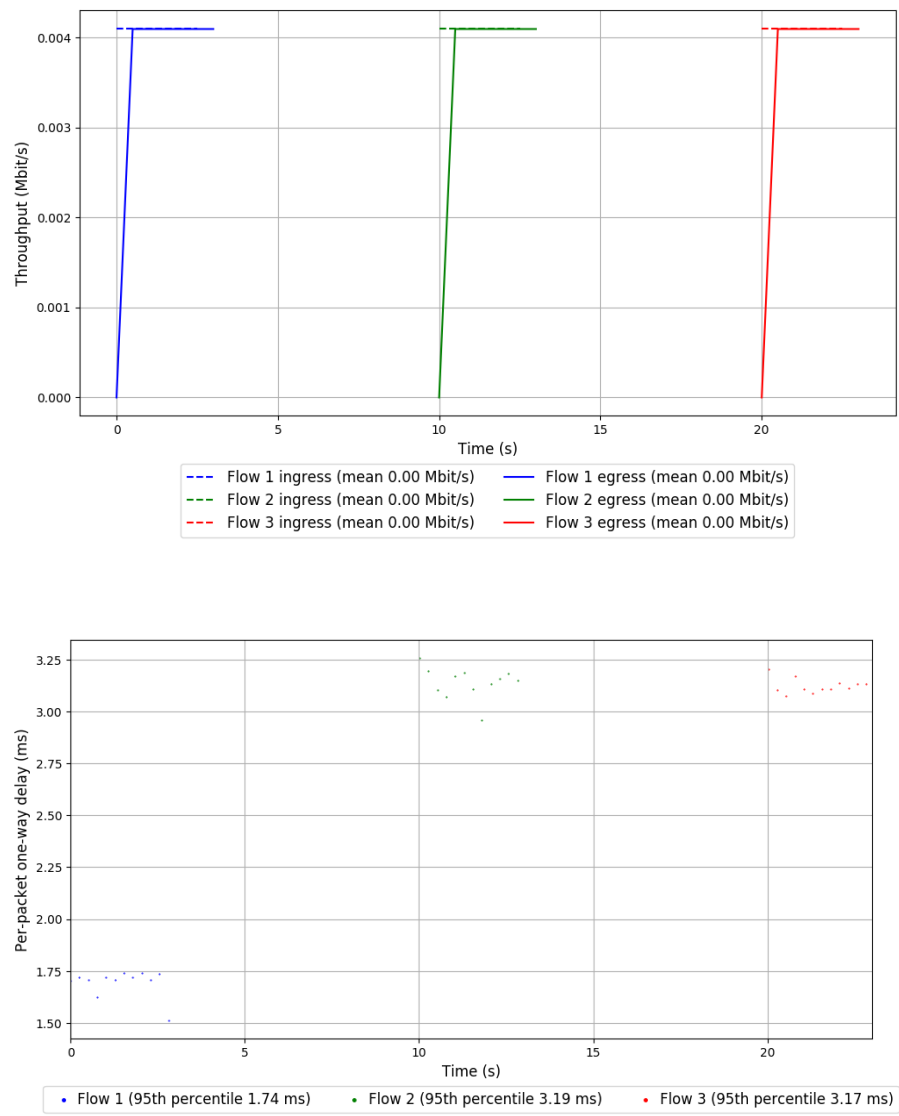 0.004
0.003
0.002
0.001
0.000
Throughput (Mbit/s)
0 5 10 15 20
Time (s)
Flow 1 ingress (mean 0.00 Mbit/s) Flow 1 egress (mean 0.00 Mbit/s)
Flow 2 ingress (mean 0.00 Mbit/s) Flow 2 egress (mean 0.00 Mbit/s)
Flow 3 ingress (mean 0.00 Mbit/s) Flow 3 egress (mean 0.00 Mbit/s)
3.25
3.00
2.75
2.50
2.25
2.00
1.75
1.50
Per-packet one-way delay (ms)
0 5 10 15 20
Time (s)
Flow 1 (95th percentile 1.74 ms) Flow 2 (95th percentile 3.19 ms) Flow 3 (95th percentile 3.17 ms)